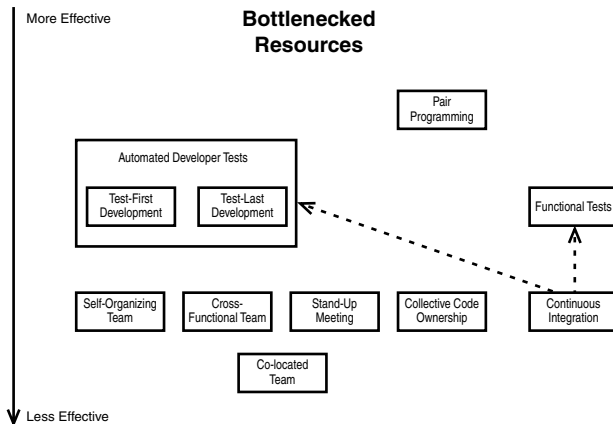 More Effective
Bottlenecked
Resources
Pair
Programming
Automated Developer Tests
Test-First
Development
Test-Last
Development
Functional Tests
Self-Organizing
Team
Cross-
Functional Team
Stand-Up
Meeting
Collective Code
Ownership
Continuous
Integration
Co-located
Team
Less Effective